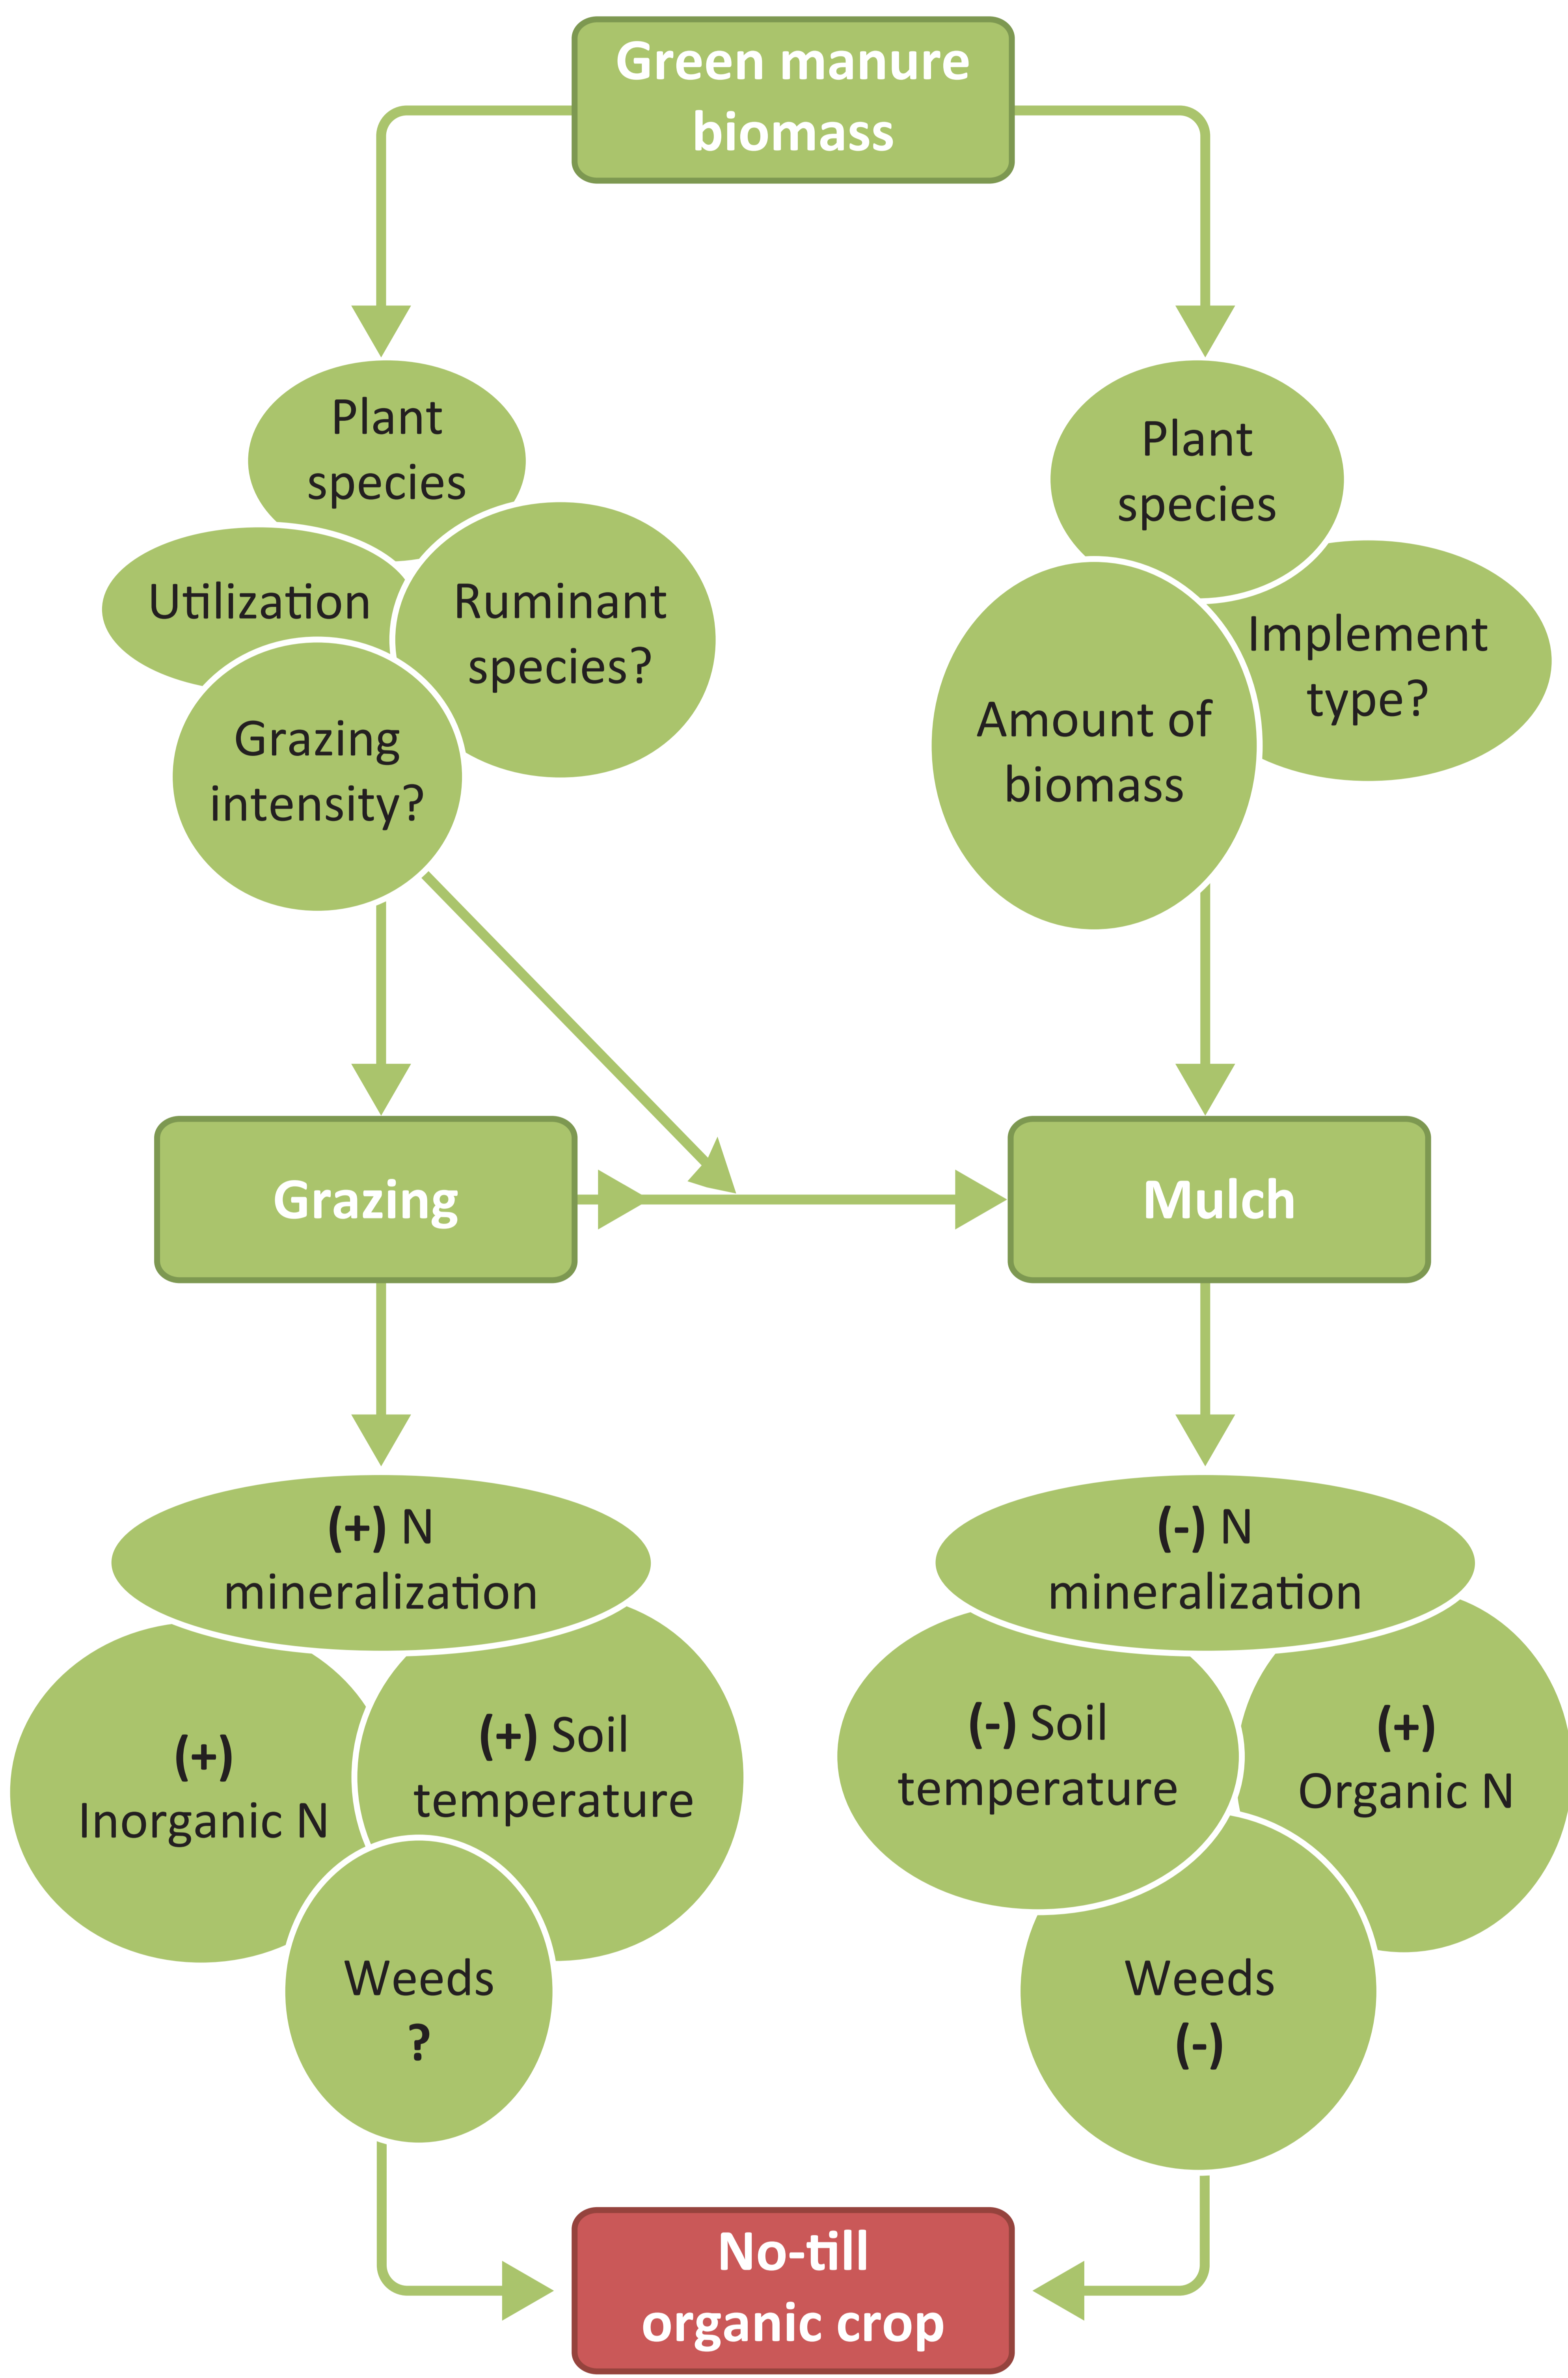 Green manure
biomass
Plant
species
Utilization
Ruminant
species?
Grazing
intensity?
Plant
species
Implement
type?
Amount of
biomass
Grazing
Mulch
(+) N
mineralization
(+)
Inorganic N
(+) Soil
temperature
Weeds
?
(-) N
mineralization
(-) Soil
temperature
(+)
Organic N
Weeds
(-)
No-till
organic crop